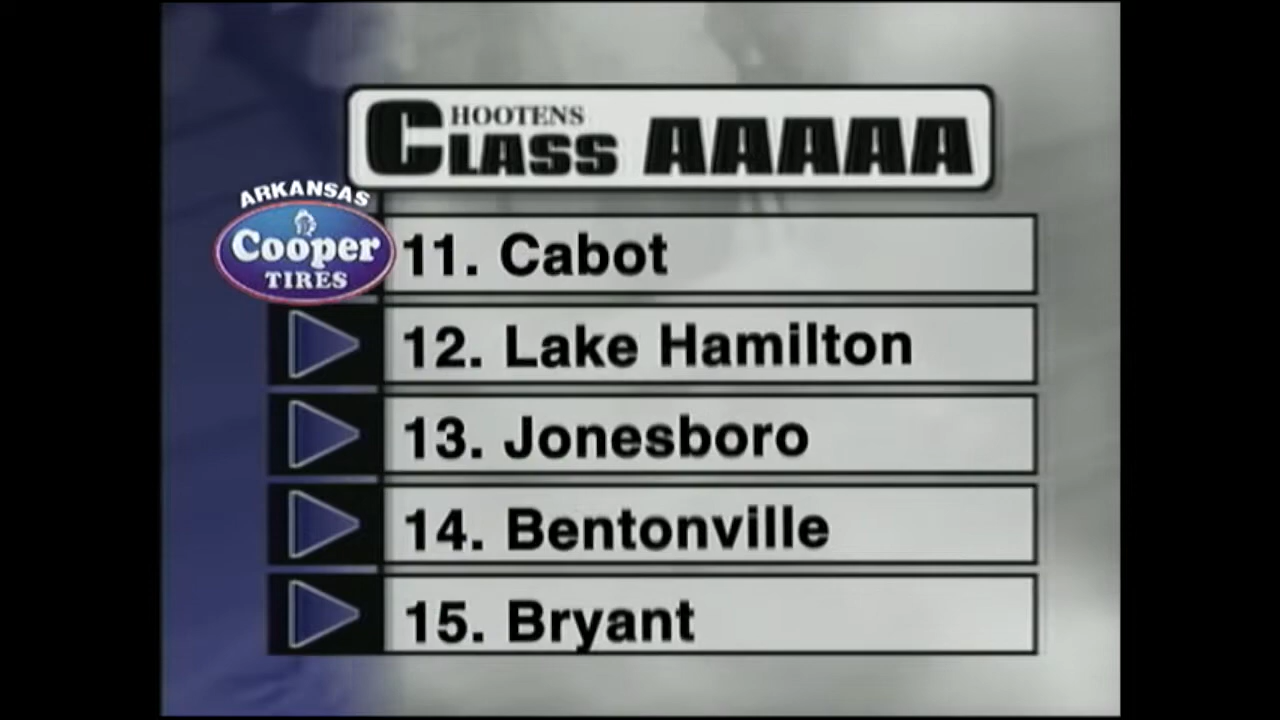 HOOTENS
CLASS AAAAA
ARKANSAS
Cooper
TIRES
11. Cabot
12. Lake Hamilton
13. Jonesboro
14. Bentonville
15. Bryant